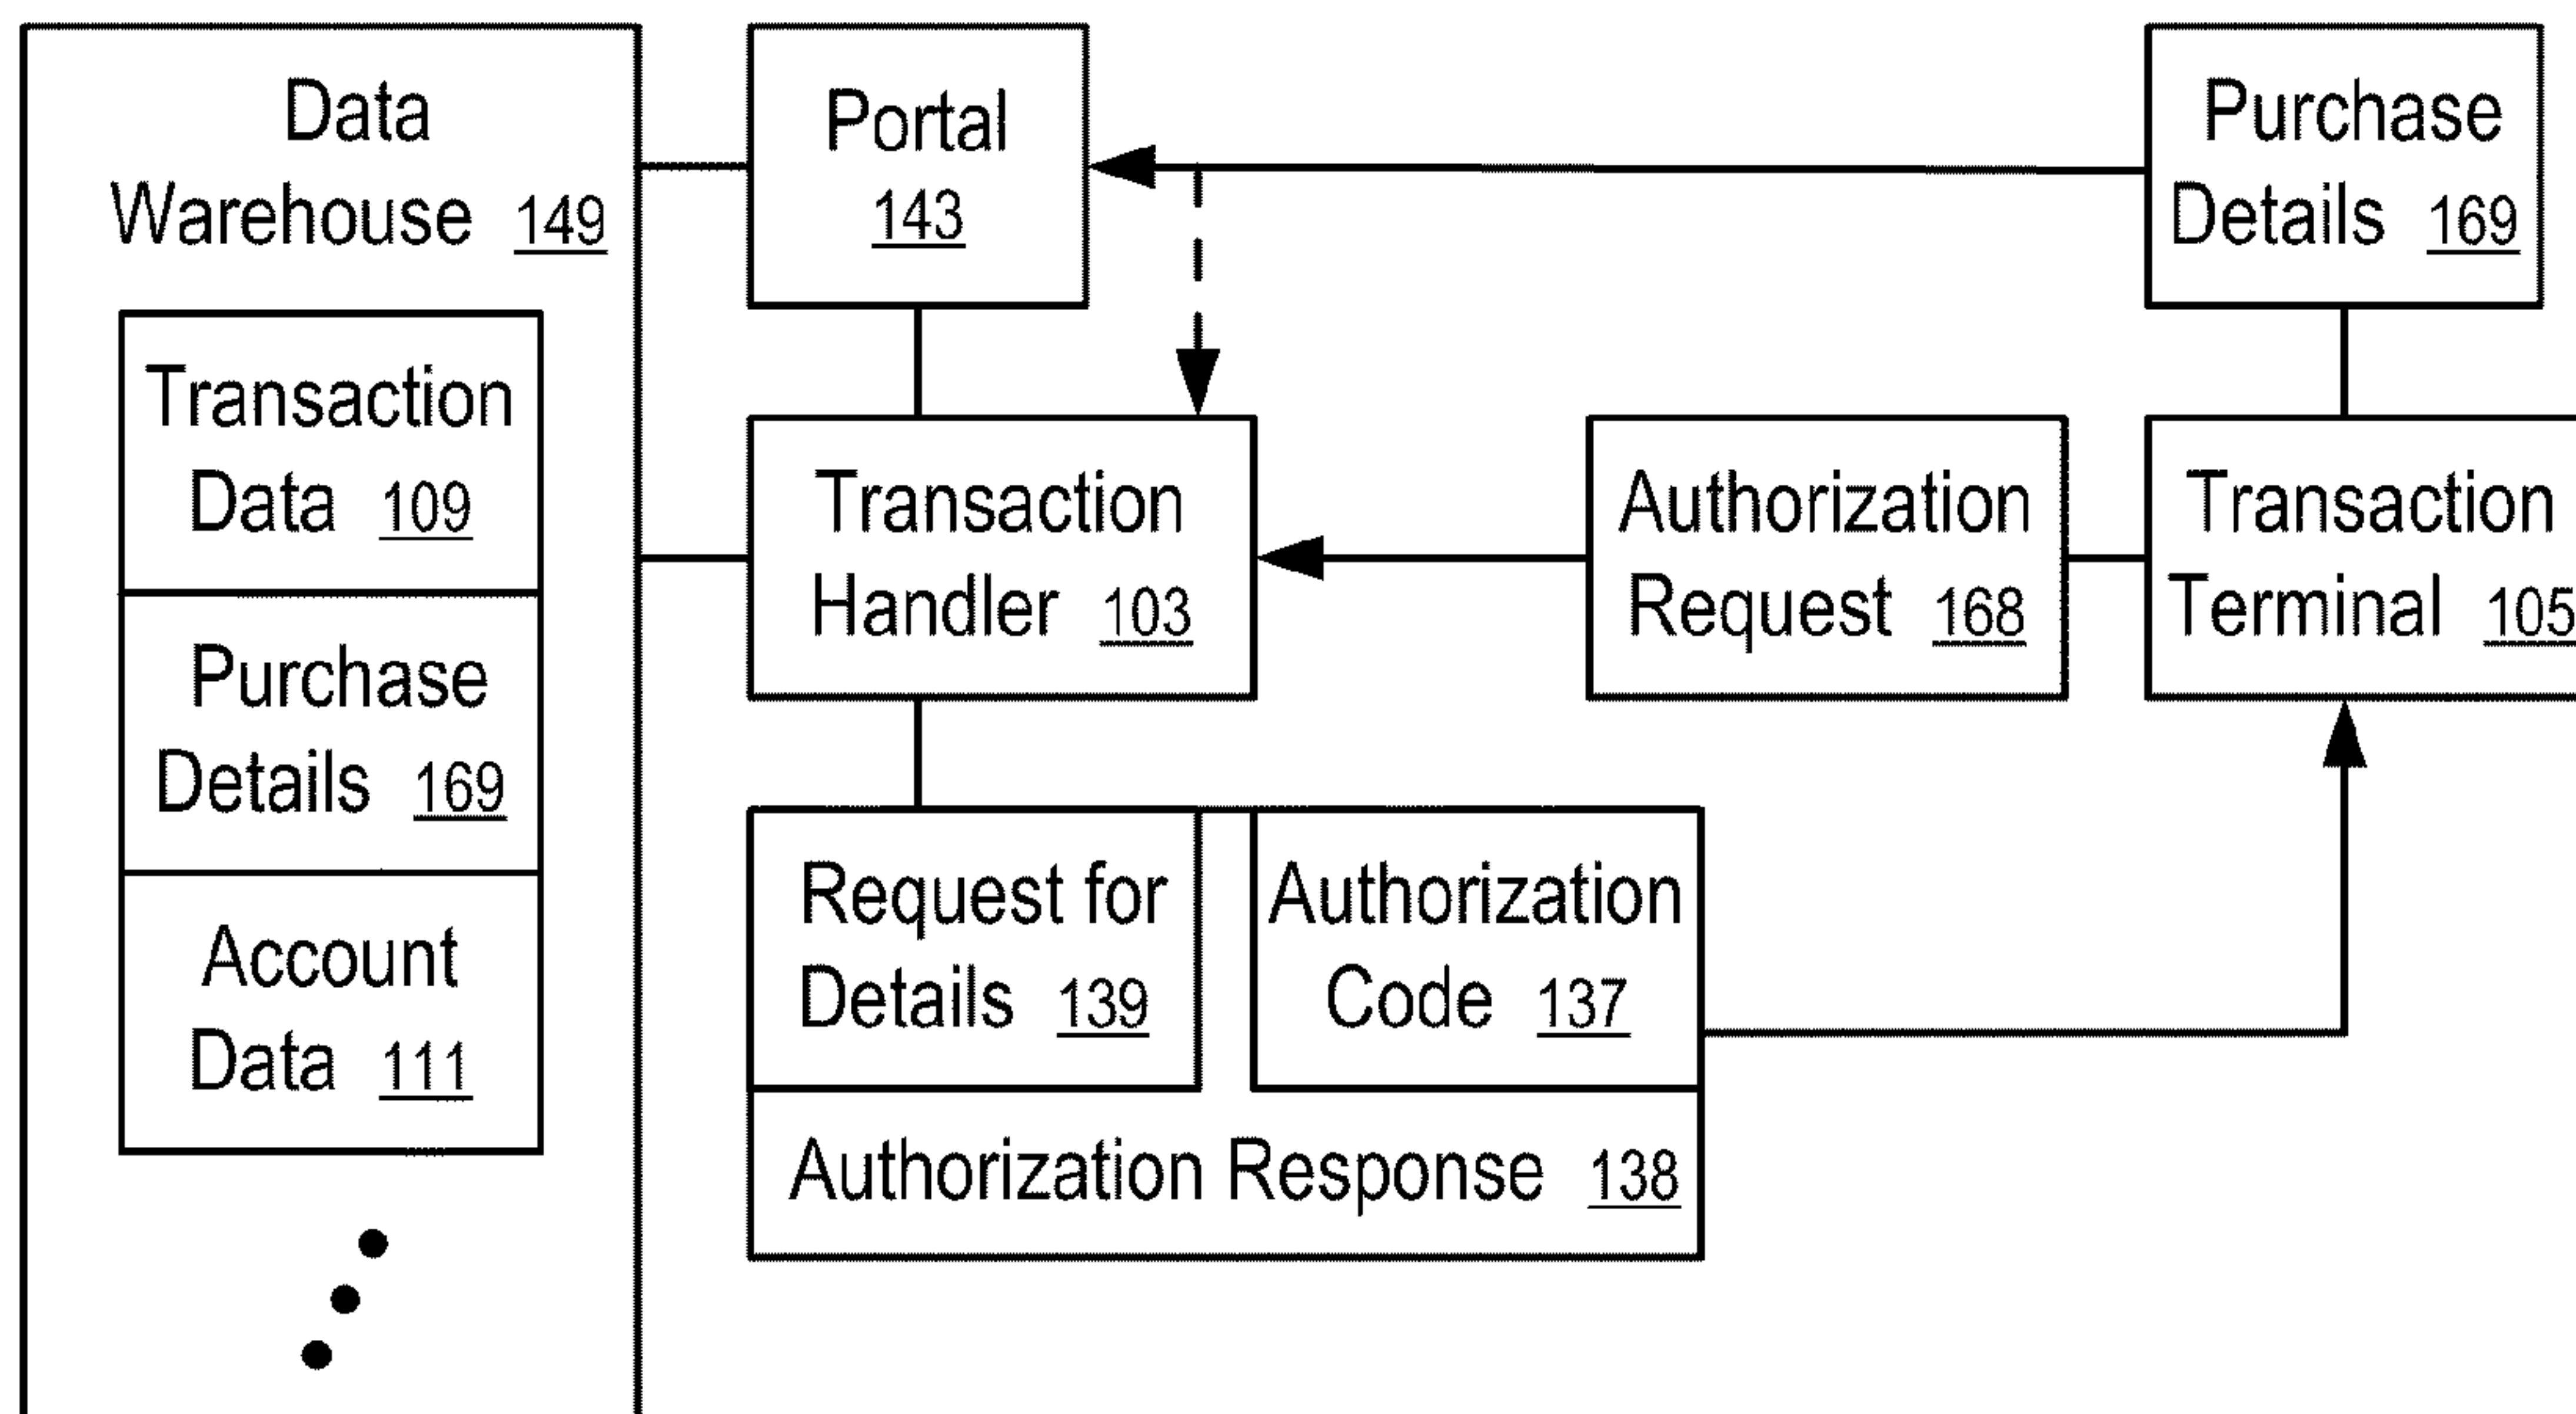 Data
Warehouse 149
Transaction
Data 109
Purchase
Details 169
Account
Data 111
Portal
143
Purchase
Details 169
Transaction
Handler 103
Authorization
Request 168
Transaction
Terminal 105
Request for
Details 139
Authorization
Code 137
Authorization Response 138